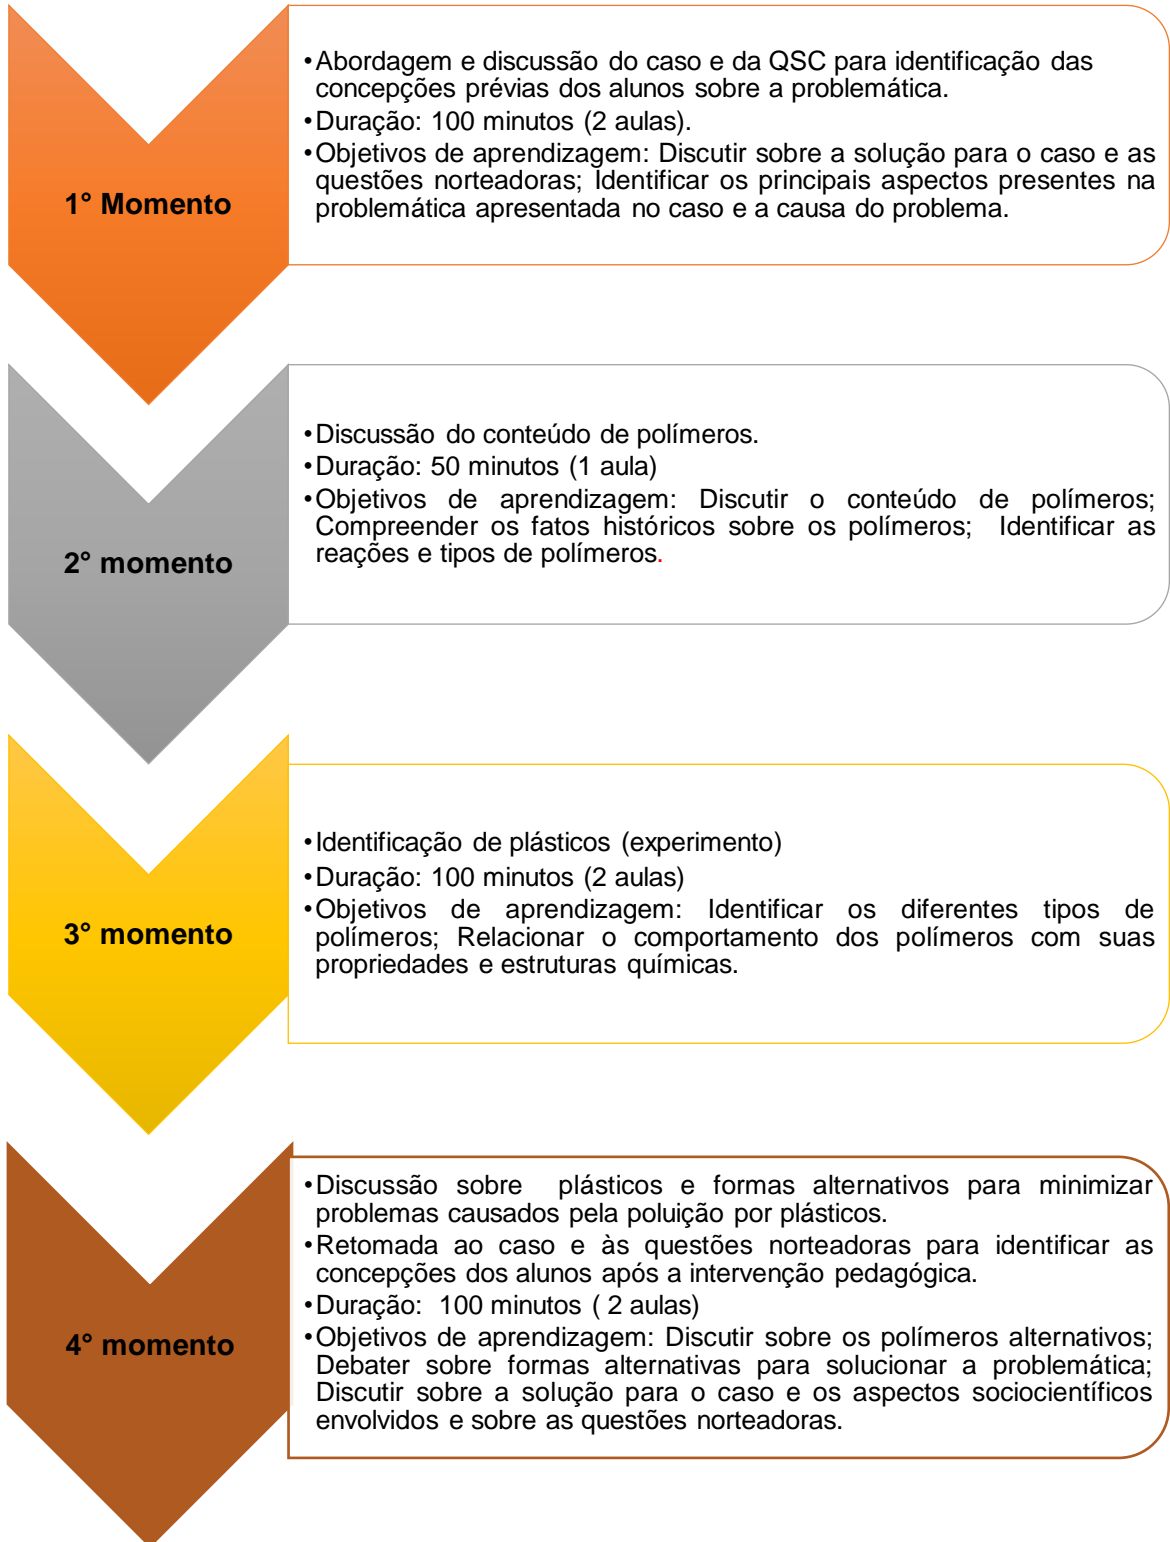 1° Momento
•Abordagem e discussão do caso e da QSC para identificação das
concepções prévias dos alunos sobre a problemática.
•Duração: 100 minutos (2 aulas).
•Objetivos de aprendizagem: Discutir sobre a solução para o caso e as
questões norteadoras; Identificar os principais aspectos presentes na
problemática apresentada no caso e a causa do problema.
2° momento
•Discussão do conteúdo de polímeros.
•Duração: 50 minutos (1 aula)
•Objetivos de aprendizagem: Discutir o conteúdo de polímeros;
Compreender os fatos históricos sobre os polímeros; Identificar as
reações e tipos de polímeros.
3° momento
•Identificação de plásticos (experimento)
•Duração: 100 minutos (2 aulas)
•Objetivos de aprendizagem: Identificar os diferentes tipos de
polímeros; Relacionar o comportamento dos polímeros com suas
propriedades e estruturas químicas.
4° momento
•Discussão sobre plásticos e formas alternativos para minimizar
problemas causados pela poluição por plásticos.
•Retomada ao caso e às questões norteadoras para identificar as
concepções dos alunos após a intervenção pedagógica.
•Duração: 100 minutos ( 2 aulas)
•Objetivos de aprendizagem: Discutir sobre os polímeros alternativos;
Debater sobre formas alternativas para solucionar a problemática;
Discutir sobre a solução para o caso e os aspectos sociocientíficos
envolvidos e sobre as questões norteadoras.